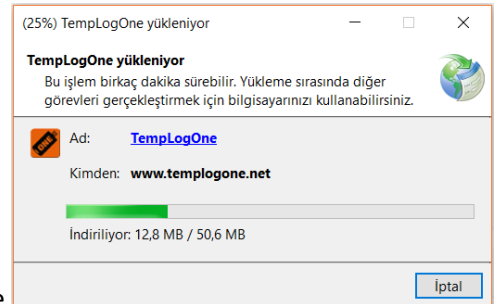 (25%) TempLogOne yükleniyor
TempLogOne yükleniyor
Bu işlem birkaç dakika sürebilir. Yükleme sırasında diğer
görevleri gerçekleştirmek için bilgisayarınızı kullanabilirsiniz.
ONE
Ad: TempLogOne
Kimden: www.templogone.net
İndiriliyor: 12,8 MB / 50,6 MB
İptal